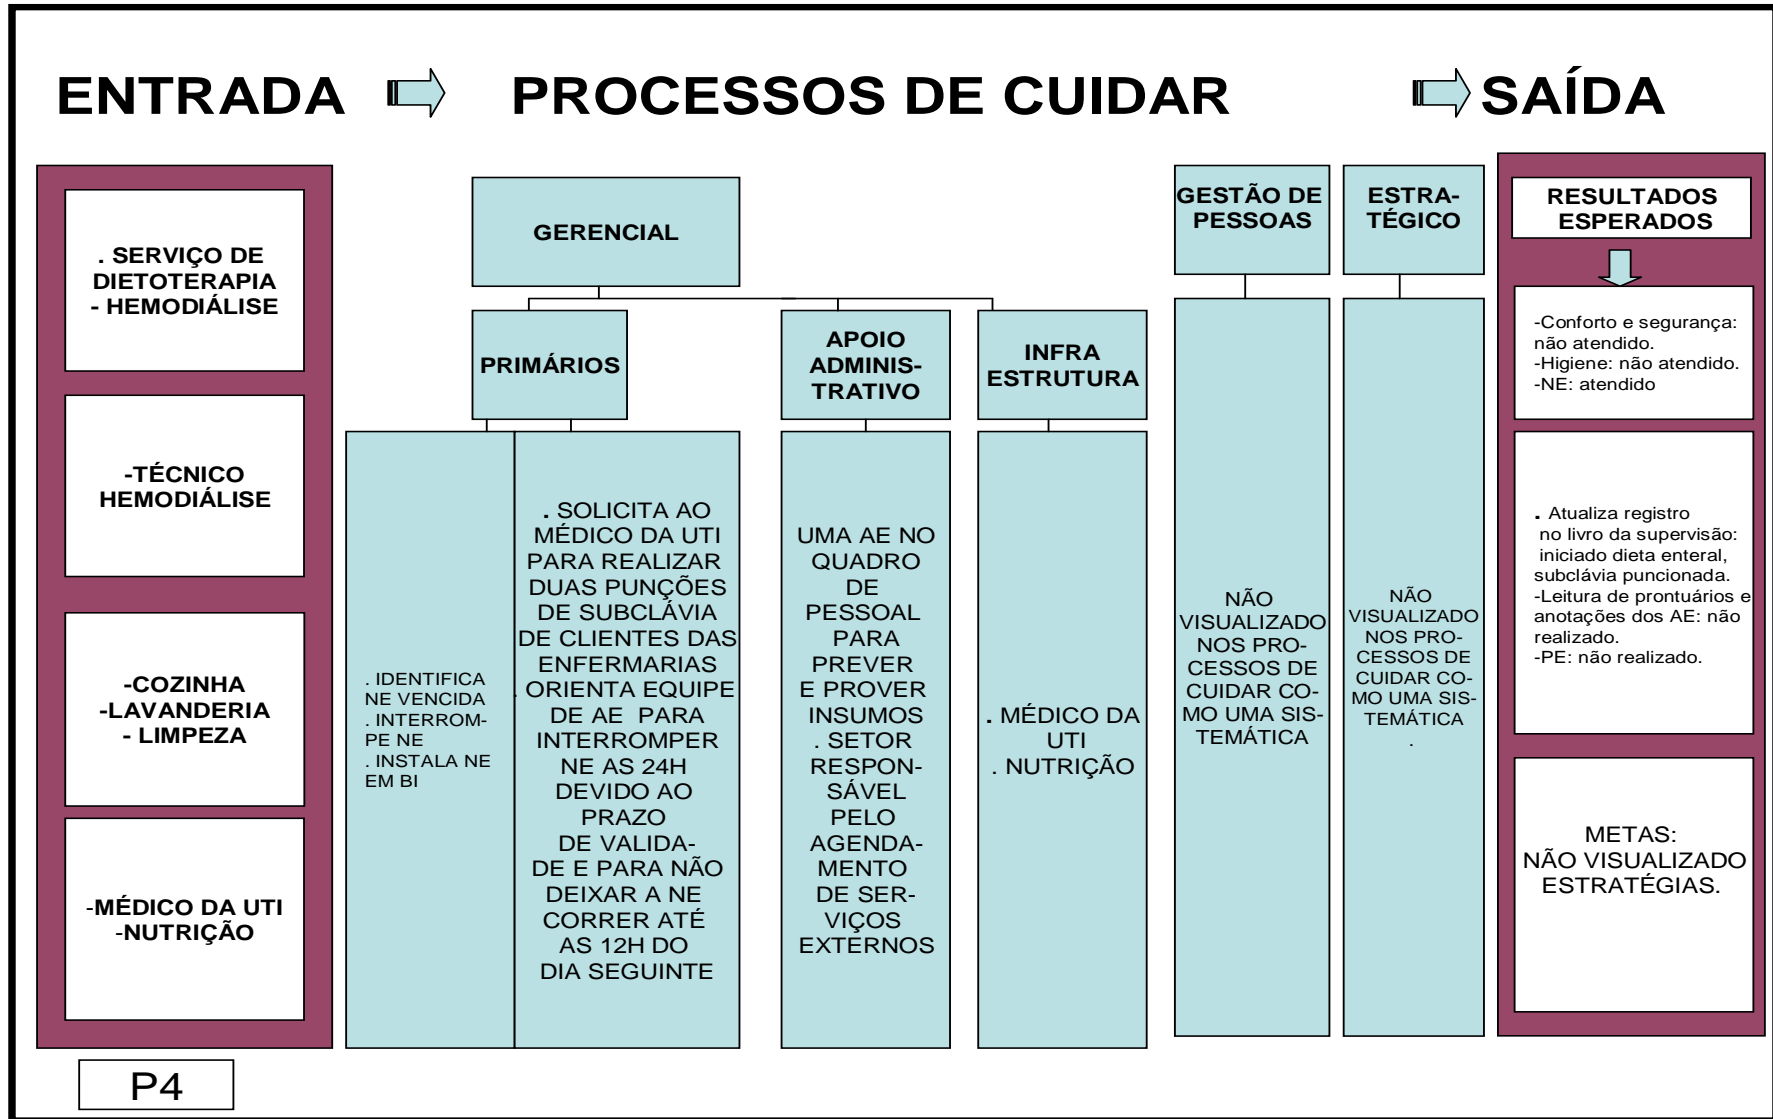 ENTRADA
PROCESSOS DE CUIDAR
SAÍDA
. SERVIÇO DE
DIETOTERAPIA
- HEMODIÁLISE
-TÉCNICO
HEMODIÁLISE
-COZINHA
-LAVANDERIA
- LIMPEZA
-MÉDICO DA UTI
-NUTRIÇÃO
GERENCIAL
PRIMÁRIOS
. IDENTIFICA
NE VENCIDA
. INTERROM-
PE NE
. INSTALA NE
EM BI
. SOLICITA AO
MÉDICO DA UTI
PARA REALIZAR
DUAS PUNÇÕES
DE SUBCLÁVIA
DE CLIENTES DAS
ENFERMARIAS
. ORIENTA EQUIPE
DE AE PARA
INTERROMPER
NE AS 24H
DEVIDO AO
PRAZO
DE VALIDA-
DE E PARA NÃO
DEIXAR A NE
CORRER ATÉ
AS 12H DO
DIA SEGUINTE
APOIO
ADMINIS-
TRATIVO
UMA AE NO
QUADRO
DE
PESSOAL
PARA
PREVER
E PROVER
INSUMOS
. SETOR
RESPON-
SÁVEL
PELO
AGENDA-
MENTO
DE SER-
VIÇOS
EXTERNOS
INFRA
ESTRUTURA
. MÉDICO DA
UTI
. NUTRIÇÃO
GESTÃO DE
PESSOAS
NÃO
VISUALIZADO
NOS PRO-
CESSOS DE
CUIDAR CO-
MO UMA SIS-
TEMÁTICA
ESTRA-
TÉGICO
NÃO
VISUALIZADO
NOS PRO-
CESSOS DE
CUIDAR CO-
MO UMA SIS-
TEMÁTICA
.
RESULTADOS
ESPERADOS
-Conforto e segurança:
não atendido.
-Higiene: não atendido.
-NE: atendido
. Atualiza registro
no livro da supervisão:
iniciado dieta enteral,
subclávia puncionada.
-Leitura de prontuários e
anotações dos AE: não
realizado.
-PE: não realizado.
METAS:
NÃO VISUALIZADO
ESTRATÉGIAS.
P4